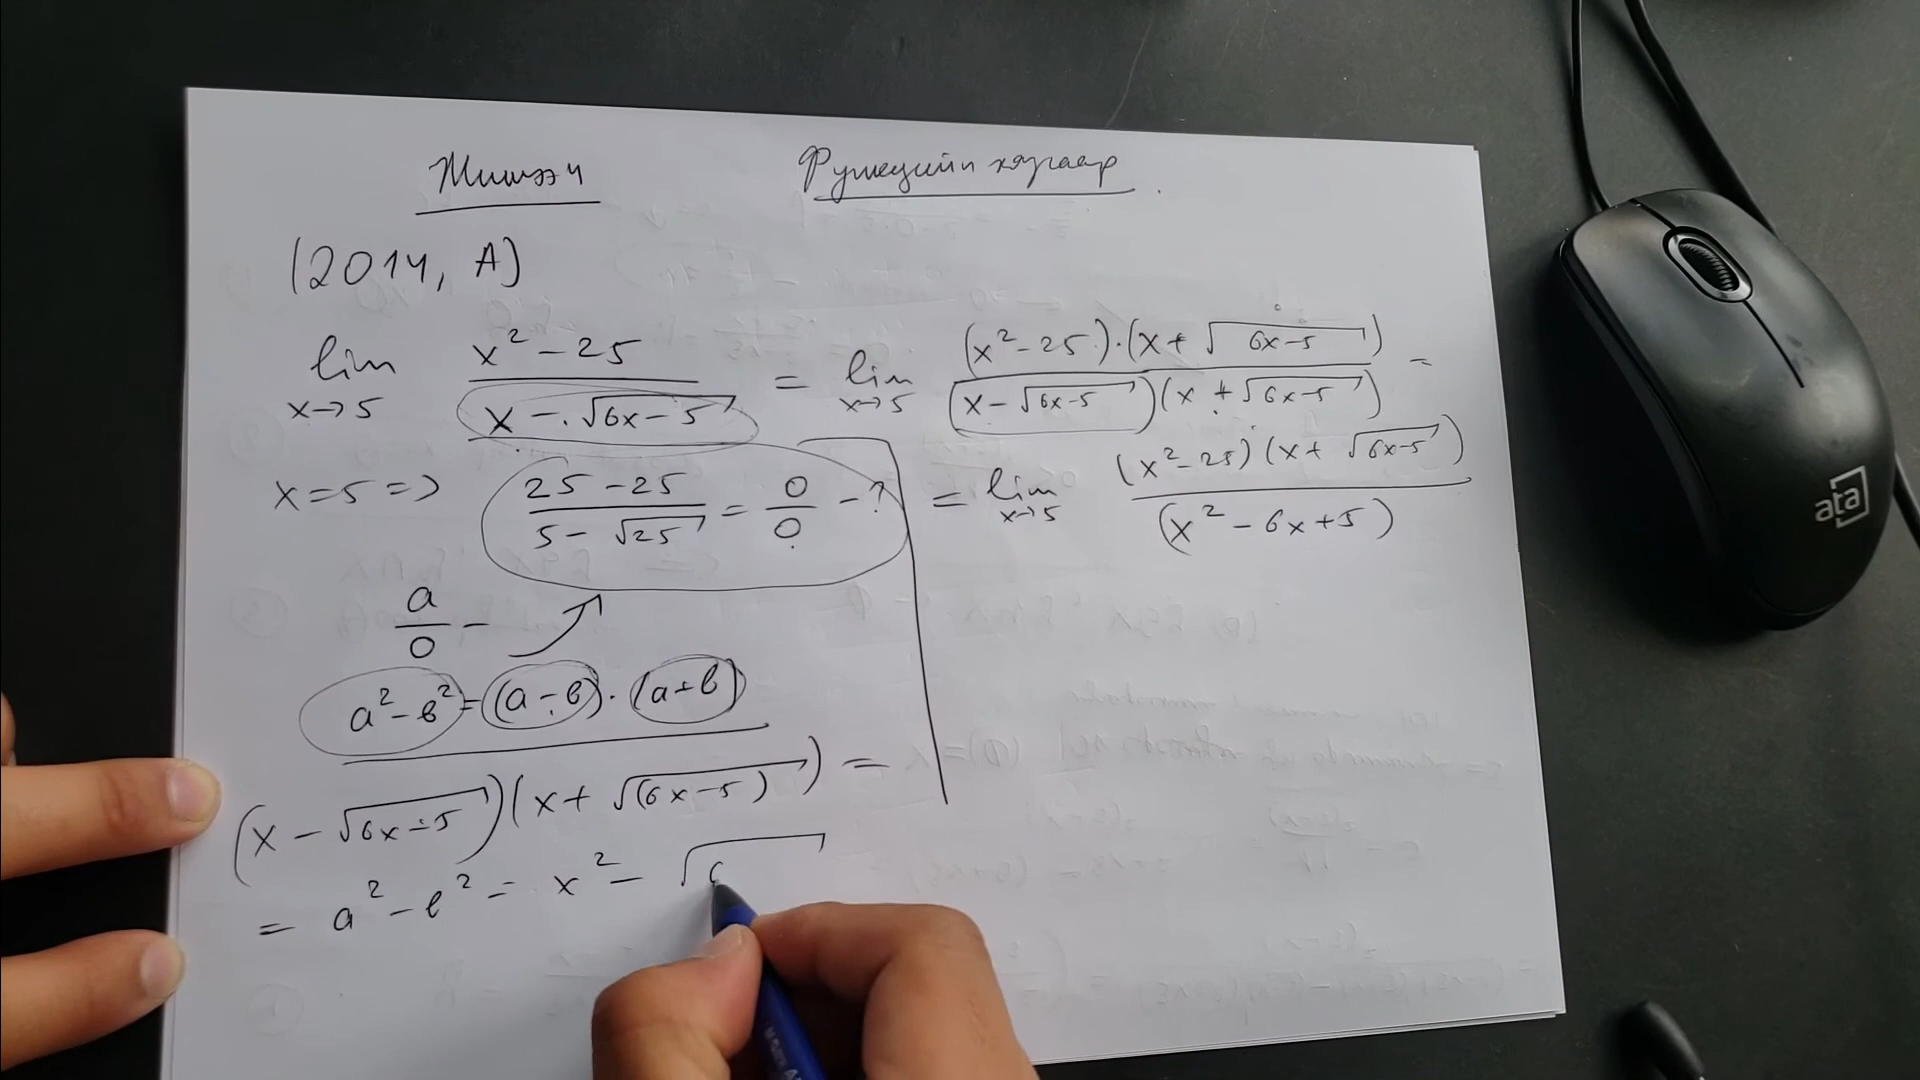 Жишээ Функцийн хязгаар.
(2014, A)
lim x→5 (x² - 25)/(x - √(6x-5)) = lim x→5 ((x²-25)·(x+√(6x-5)))/((x-√(6x-5))(x+√(6x-5))) =
x=5 => (25-25)/(5-√25) = 0/0 - ?
= lim x→5 ((x²-25)(x+√(6x-5)))/(x²-6x+5)
a/0 -
a²-b² = (a-b)·(a+b)
(x-√(6x-5))(x+√(6x-5)) =
= a²-b² = x² - √6
ata